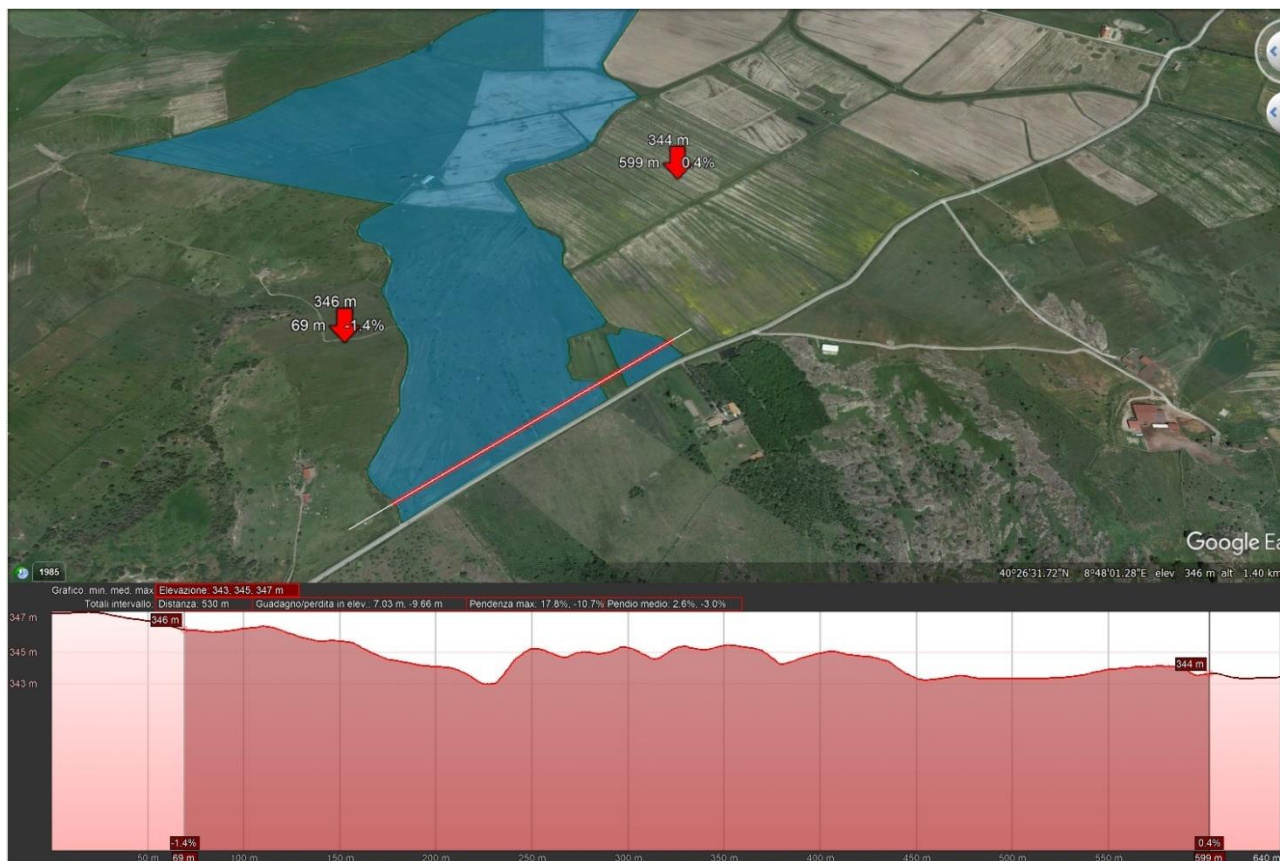 344 m
599 m 0.4%
346 m
69 m -1.4%
Google Ea
1985
40°26'31.72"N 8°48'01.28"E elev 346 m alt 1.40 km
Grafico: min. med. max Elevazione: 343, 345, 347 m
Totali intervallo: Distanza: 530 m Guadagno/perdita in elev.: 7.03 m, -9.66 m Pendenza max: 17.8%, -10.7% Pendio medio: 2.6%, -3.0%
347 m
346 m
345 m
344 m
343 m
-1.4% 0.4%
50 m 69 m 100 m 150 m 200 m 250 m 300 m 350 m 400 m 450 m 500 m 550 m 599 m 640 m